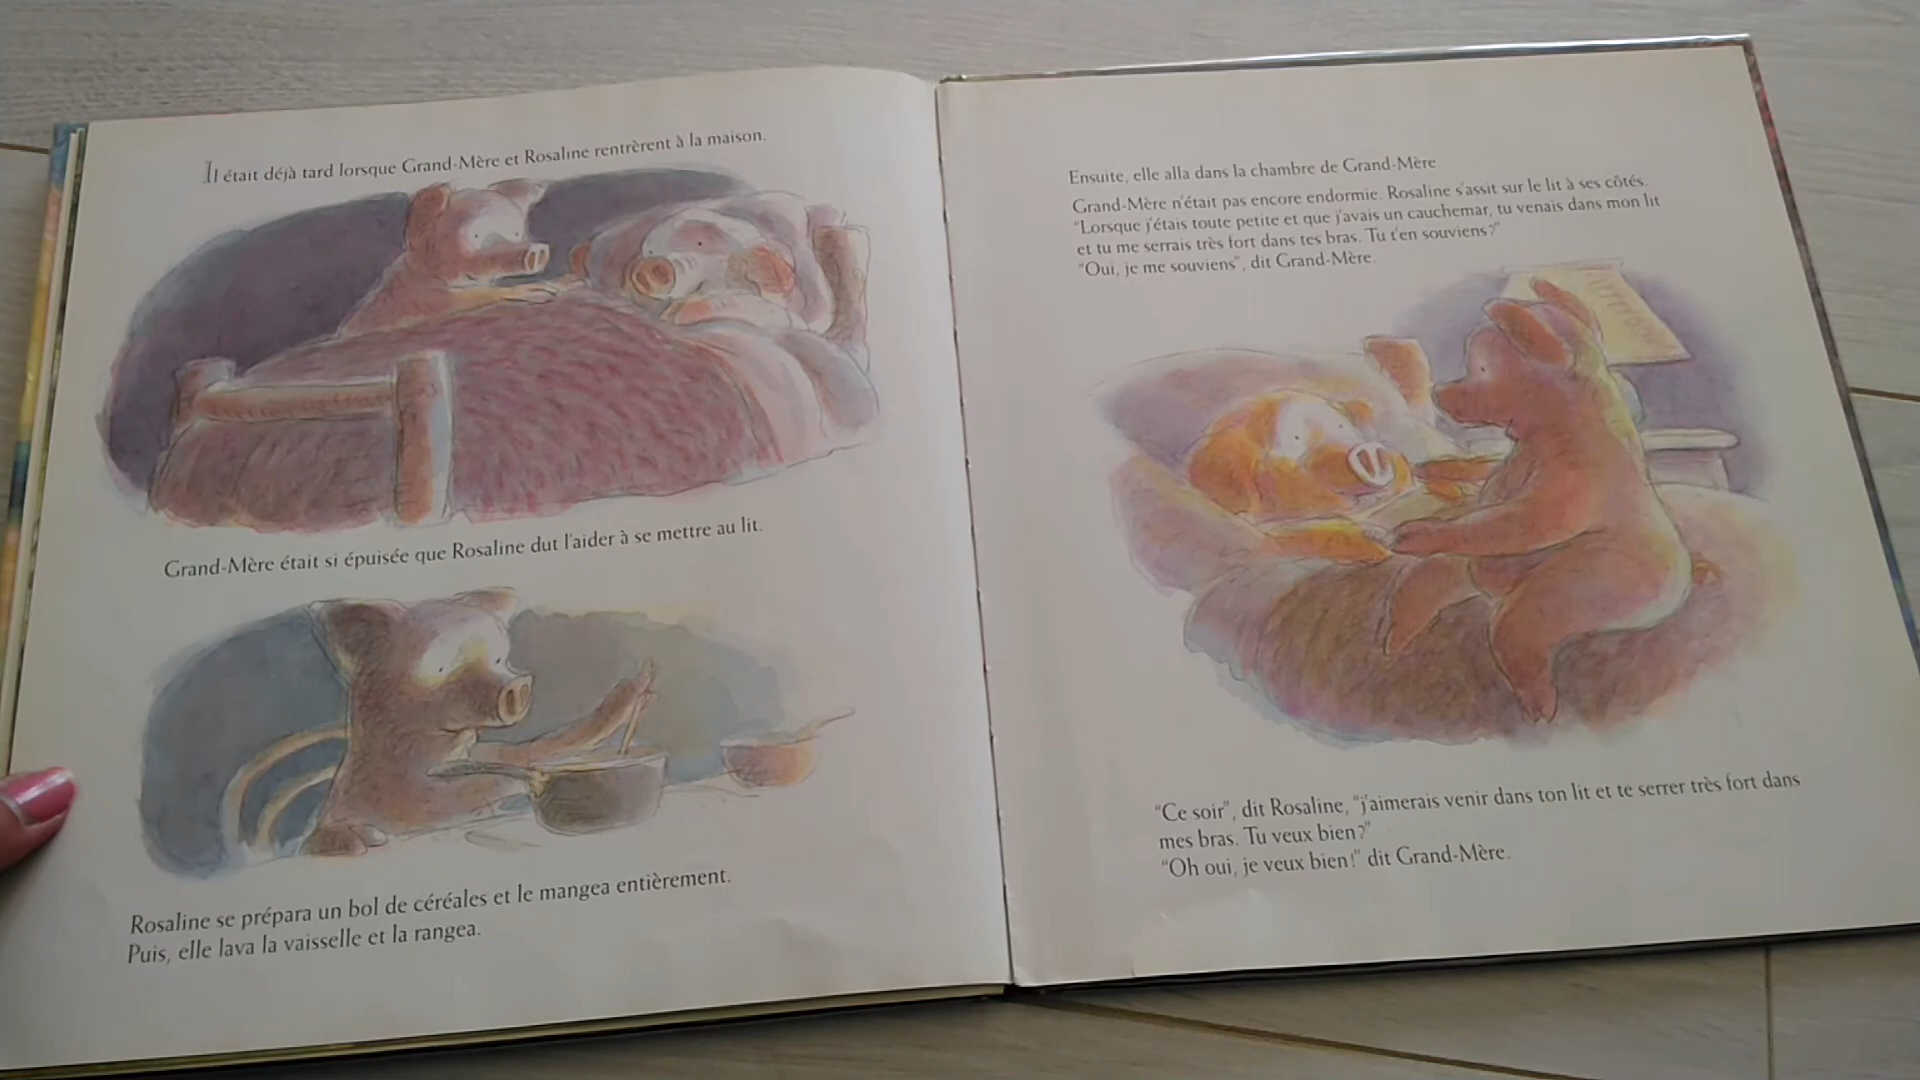 Il était déjà tard lorsque Grand-Mère et Rosaline rentrèrent à la maison.
Grand-Mère était si épuisée que Rosaline dut l'aider à se mettre au lit.
Rosaline se prépara un bol de céréales et le mangea entièrement.
Puis, elle lava la vaisselle et la rangea.
Ensuite, elle alla dans la chambre de Grand-Mère.
Grand-Mère n'était pas encore endormie. Rosaline s'assit sur le lit à ses côtés.
"Lorsque j'étais toute petite et que j'avais un cauchemar, tu venais dans mon lit
et tu me serrais très fort dans tes bras. Tu t'en souviens?"
"Oui, je me souviens", dit Grand-Mère.
"Ce soir", dit Rosaline, "j'aimerais venir dans ton lit et te serrer très fort dans
mes bras. Tu veux bien?"
"Oh oui, je veux bien!" dit Grand-Mère.